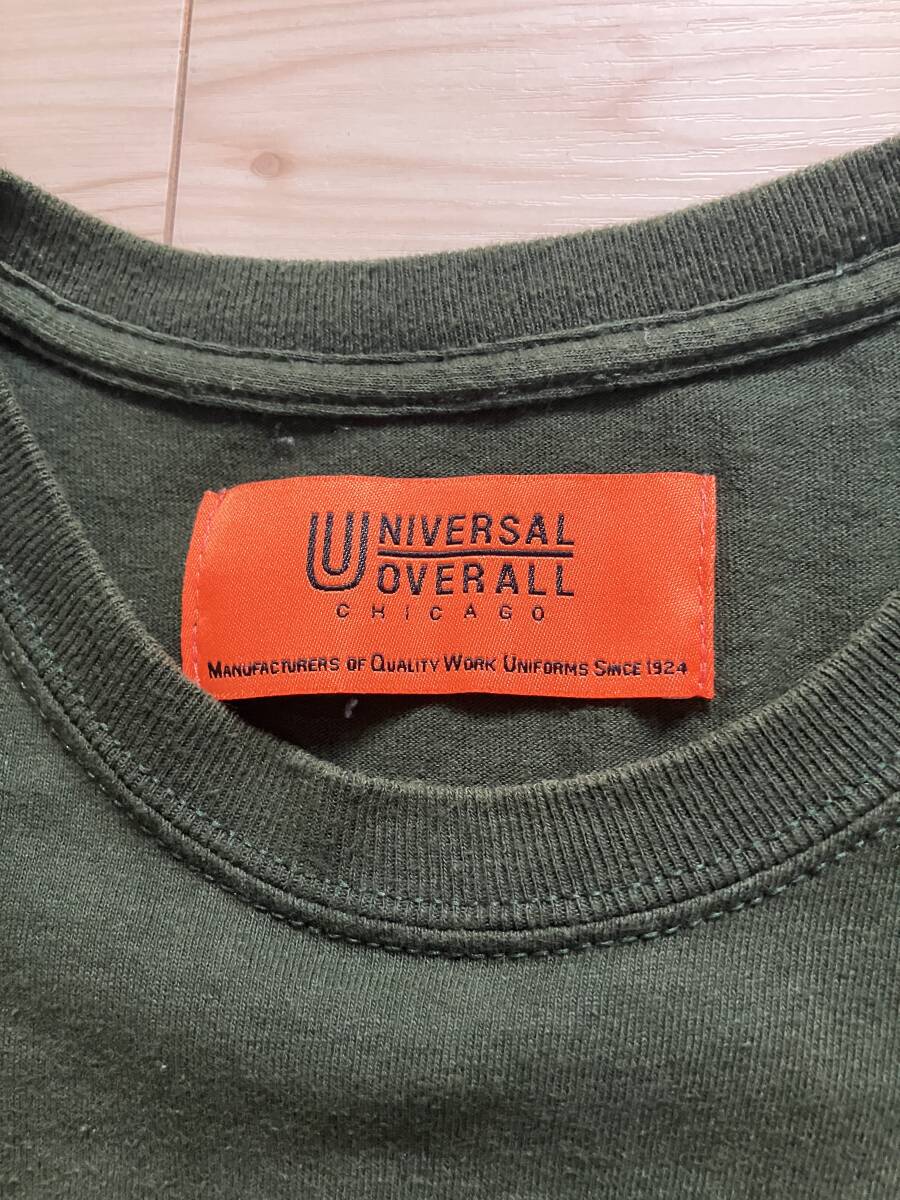 UNIVERSAL
OVERALL
CHICAGO
MANUFACTURERS OF QUALITY WORK UNIFORMS SINCE 1924